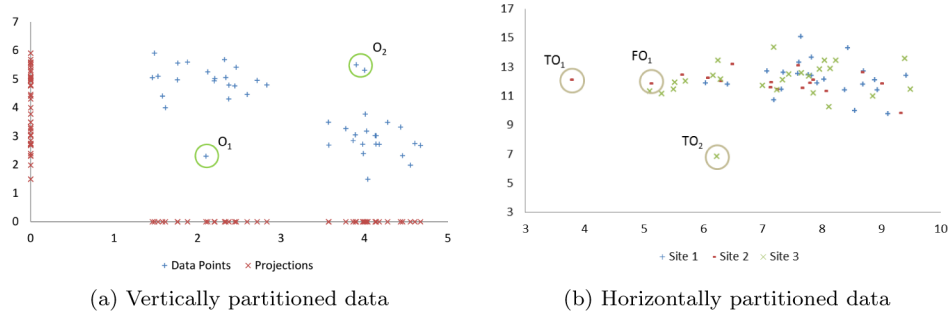 7
6
5
4
3
2
1
0
0 1 2 3 4 5
O1
O2
+ Data Points × Projections
(a) Vertically partitioned data
17
15
13
11
9
7
5
3
3 4 5 6 7 8 9 10
TO1
FO1
TO2
+ Site 1 - Site 2 × Site 3
(b) Horizontally partitioned data